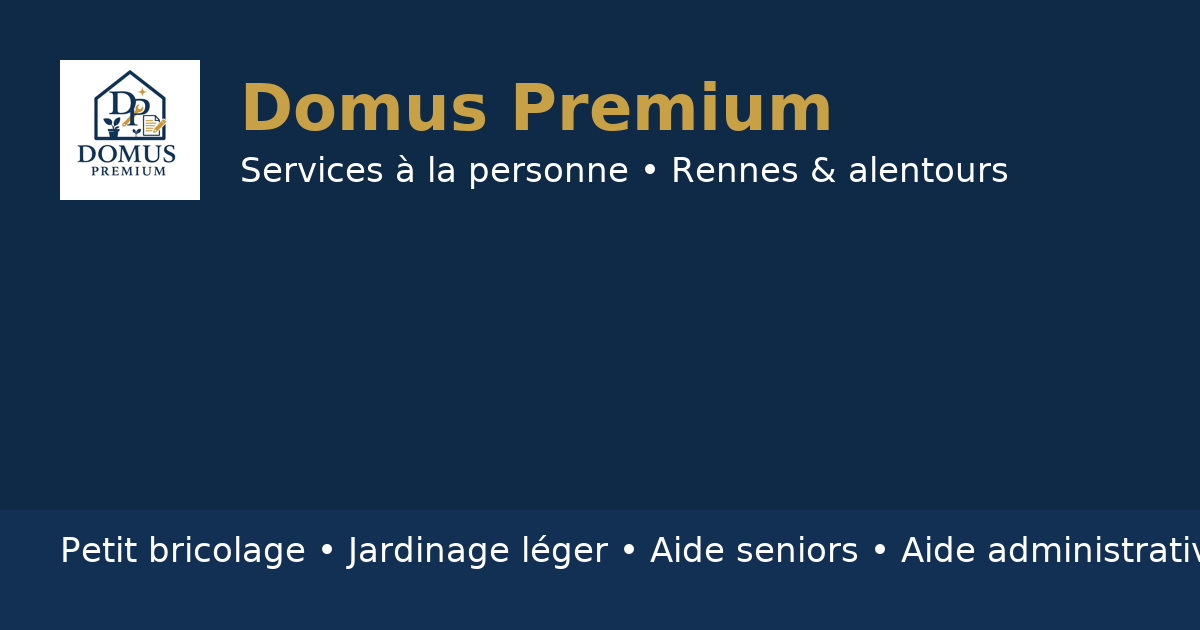 DP
DOMUS
PREMIUM
Domus Premium
Services à la personne • Rennes & alentours
Petit bricolage • Jardinage léger • Aide seniors • Aide administrativ